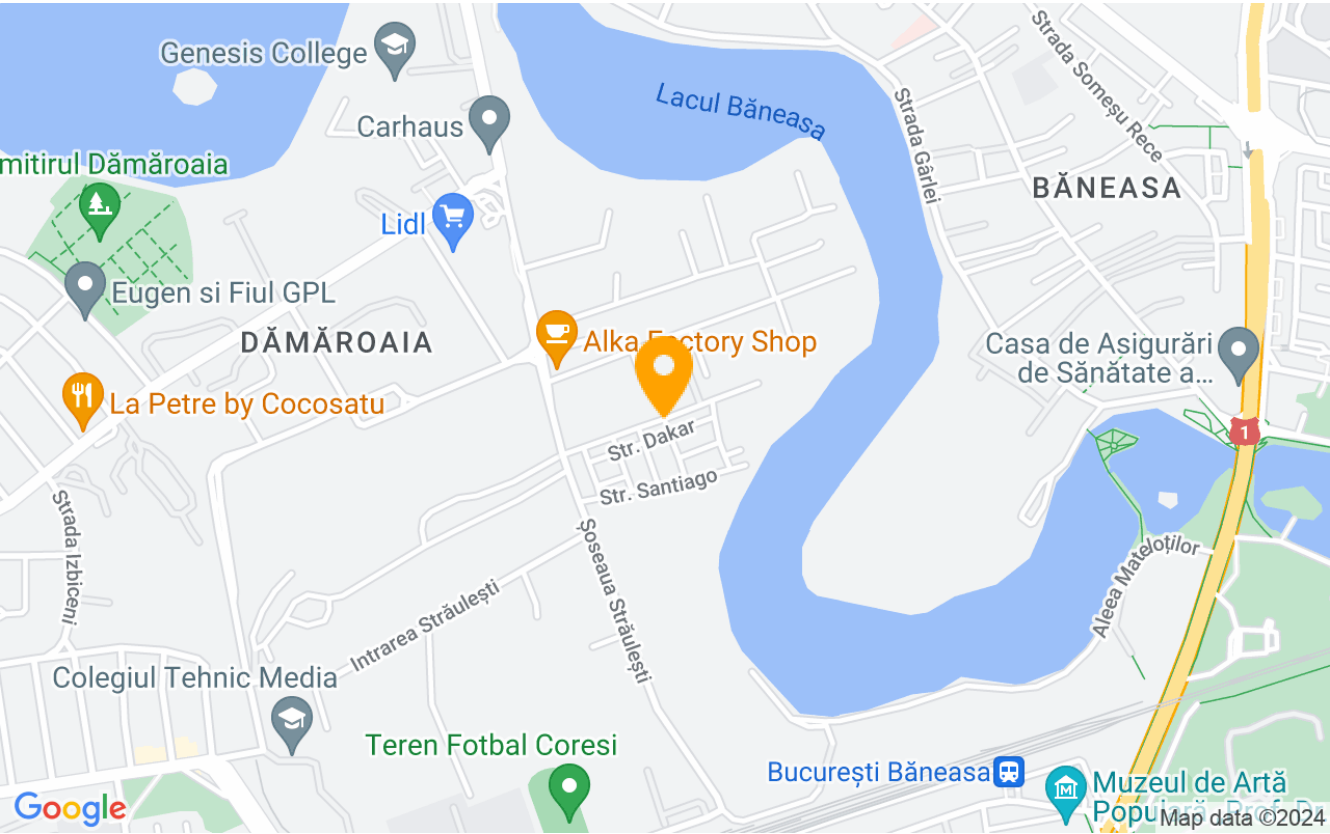 Genesis College
Lacul Băneasa
Strada Someșu Rece
Strada Gârlei
Carhaus
mitirul Dămăroaia
BĂNEASA
Lidl
Eugen si Fiul GPL
DĂMĂROAIA
Alka Factory Shop
Casa de Asigurări
de Sănătate a...
La Petre by Cocosatu
1
Str. Dakar
Str. Santiago
Strada Izbiceni
Șoseaua Străulești
Aleea Mateloților
Intrarea Străulești
Colegiul Tehnic Media
Teren Fotbal Coresi
București Băneasa
Muzeul de Artă
Populară - Prof. Dr.
Google
Map data ©2024